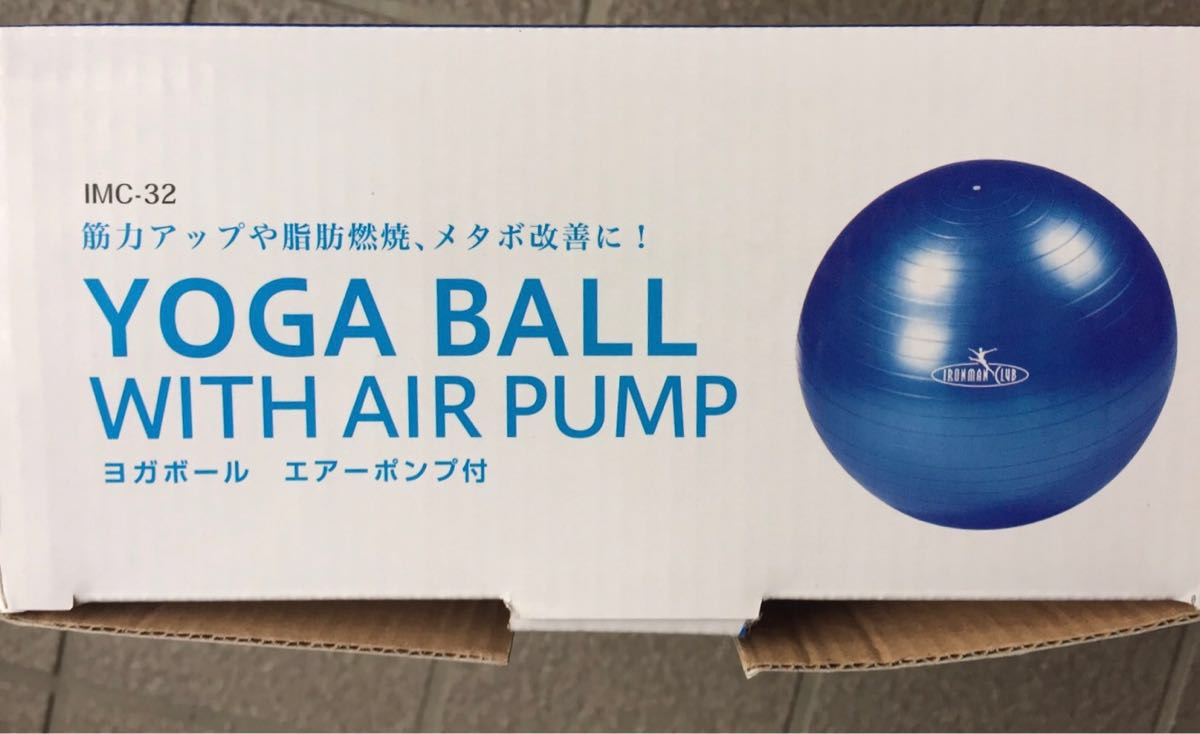 IMC-32
筋力アップや脂肪燃焼、メタボ改善に！
YOGA BALL
WITH AIR PUMP
ヨガボール　エアーポンプ付
IRONMAN CLUB